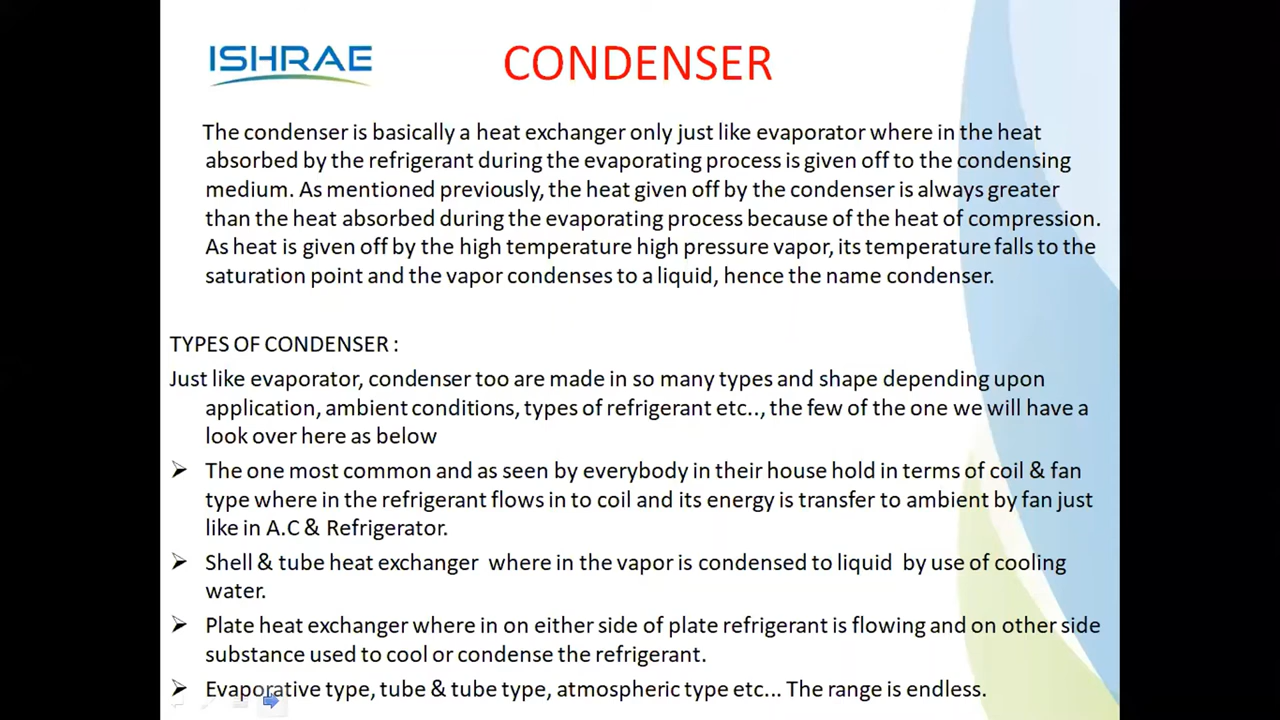 ISHRAE
CONDENSER
The condenser is basically a heat exchanger only just like evaporator where in the heat
absorbed by the refrigerant during the evaporating process is given off to the condensing
medium. As mentioned previously, the heat given off by the condenser is always greater
than the heat absorbed during the evaporating process because of the heat of compression.
As heat is given off by the high temperature high pressure vapor, its temperature falls to the
saturation point and the vapor condenses to a liquid, hence the name condenser.
TYPES OF CONDENSER :
Just like evaporator, condenser too are made in so many types and shape depending upon
application, ambient conditions, types of refrigerant etc.., the few of the one we will have a
look over here as below
➢ The one most common and as seen by everybody in their house hold in terms of coil & fan
type where in the refrigerant flows in to coil and its energy is transfer to ambient by fan just
like in A.C & Refrigerator.
➢ Shell & tube heat exchanger where in the vapor is condensed to liquid by use of cooling
water.
➢ Plate heat exchanger where in on either side of plate refrigerant is flowing and on other side
substance used to cool or condense the refrigerant.
➢ Evaporative type, tube & tube type, atmospheric type etc... The range is endless.